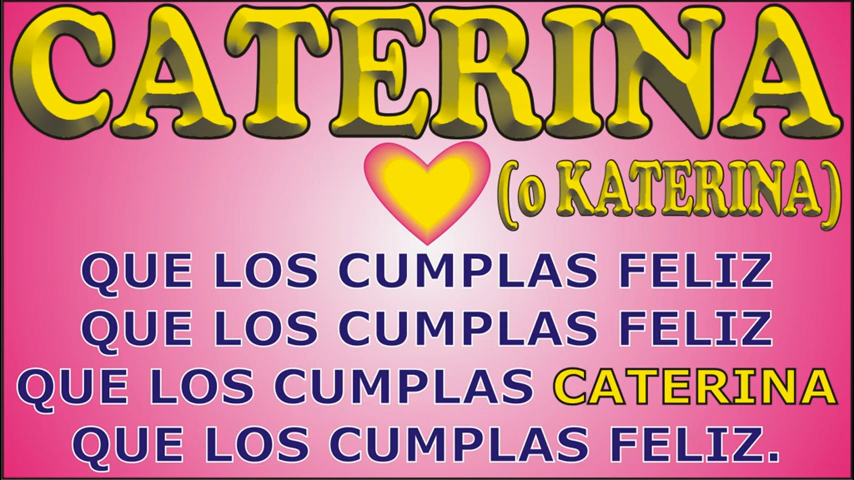 CATERINA
(o KATERINA)
QUE LOS CUMPLAS FELIZ
QUE LOS CUMPLAS FELIZ
QUE LOS CUMPLAS CATERINA
QUE LOS CUMPLAS FELIZ.